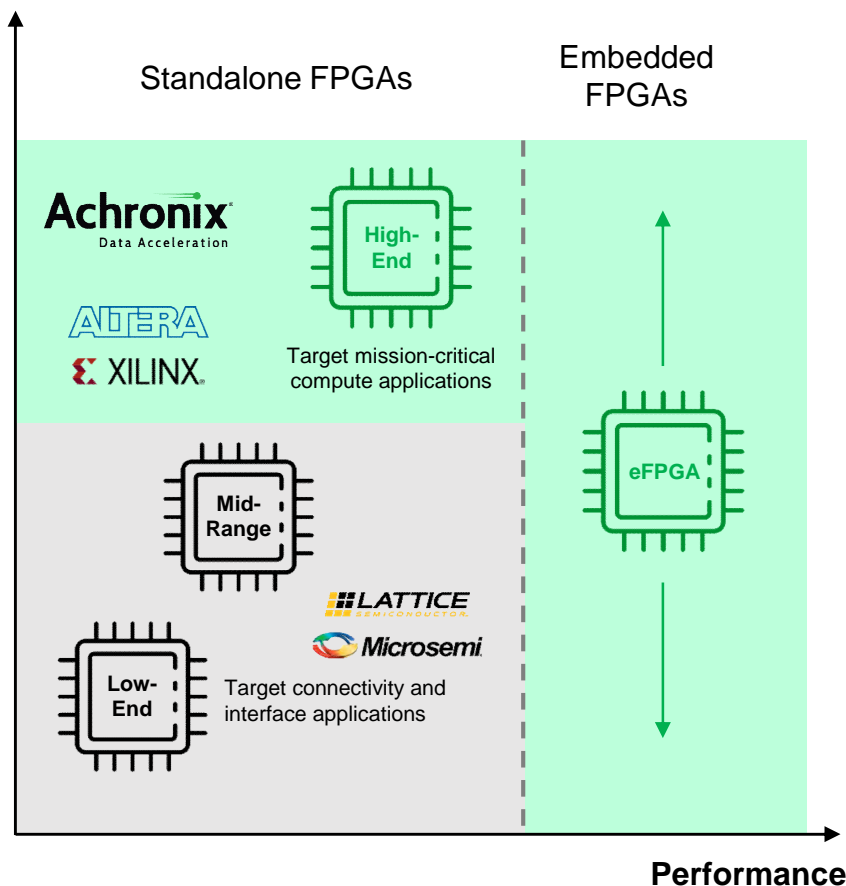 Standalone FPGAs
Embedded
FPGAs
Achronix®
Data Acceleration
High-
End
ALTERA
XILINX®
Target mission-critical
compute applications
eFPGA
Mid-
Range
LATTICE
SEMICONDUCTOR
Microsemi
Low-
End
Target connectivity and
interface applications
Performance